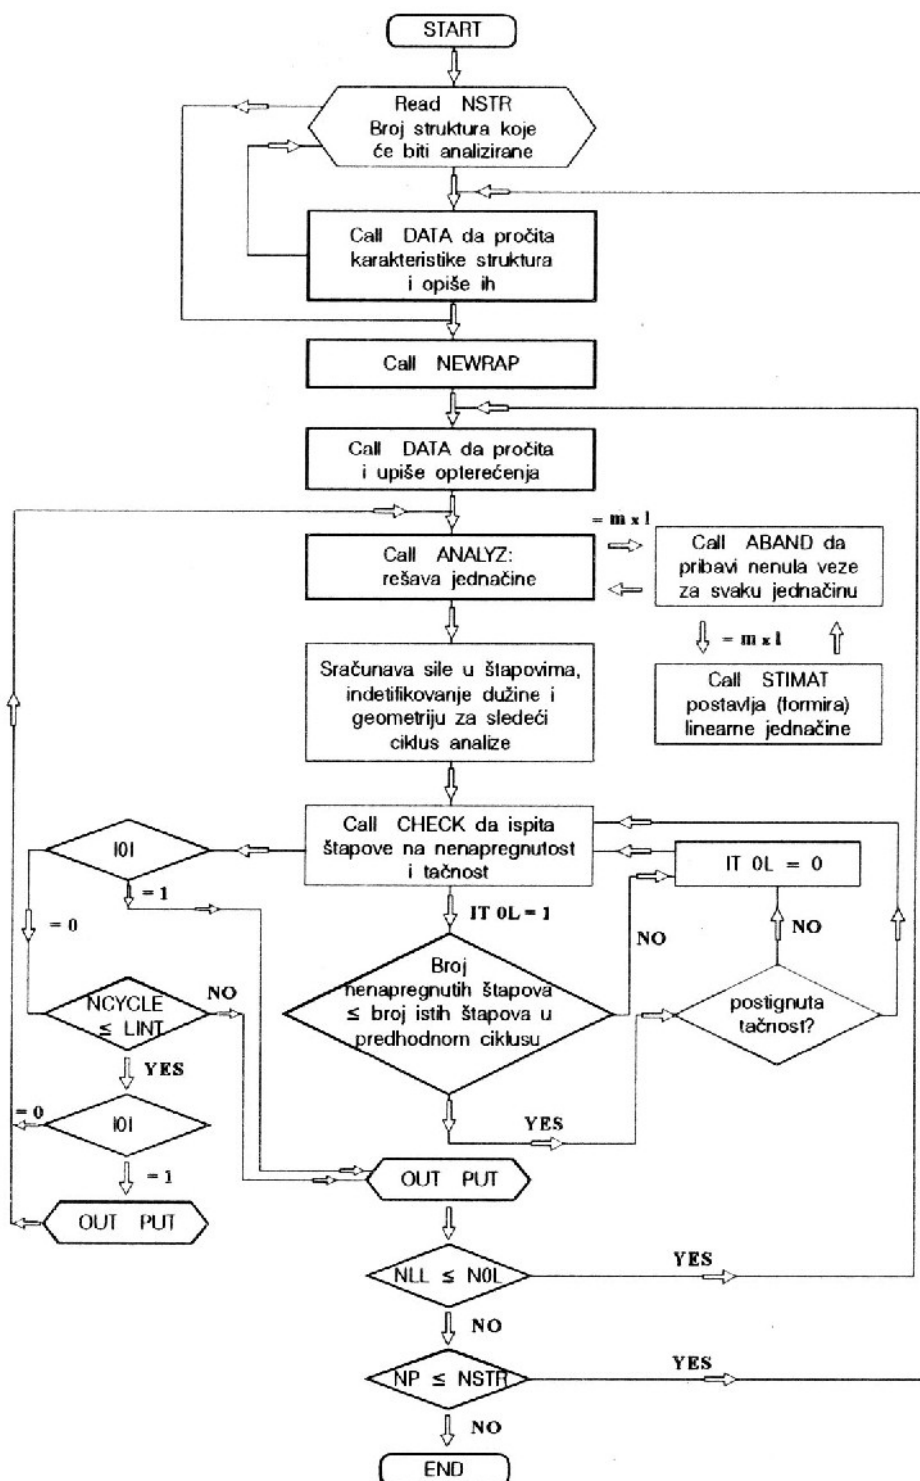 START
Read NSTR
Broj struktura koje
će biti analizirane
Call DATA da pročita
karakteristike struktura
i opiše ih
Call NEWRAP
Call DATA da pročita
i upiše opterećenja
= m x l
Call ANALYZ:
rešava jednačine
Call ABAND da
pribavi nenula veze
za svaku jednačinu
= m x l
Sračunava sile u štapovima,
indetifikovanje dužine i
geometriju za sledeći
ciklus analize
Call STIMAT
postavlja (formira)
linearne jednačine
Call CHECK da ispita
štapove na nenapregnutost
i tačnost
I0I
IT 0L = 0
= 1
= 0
IT 0L = 1
NO
NO
Broj
nenapregnutih štapova
≤ broj istih štapova u
predhodnom ciklusu
postignuta
tačnost?
NCYCLE
≤ LINT
NO
YES
YES
= 0
I0I
= 1
OUT PUT
OUT PUT
NLL ≤ N0L
YES
NO
NP ≤ NSTR
YES
NO
END